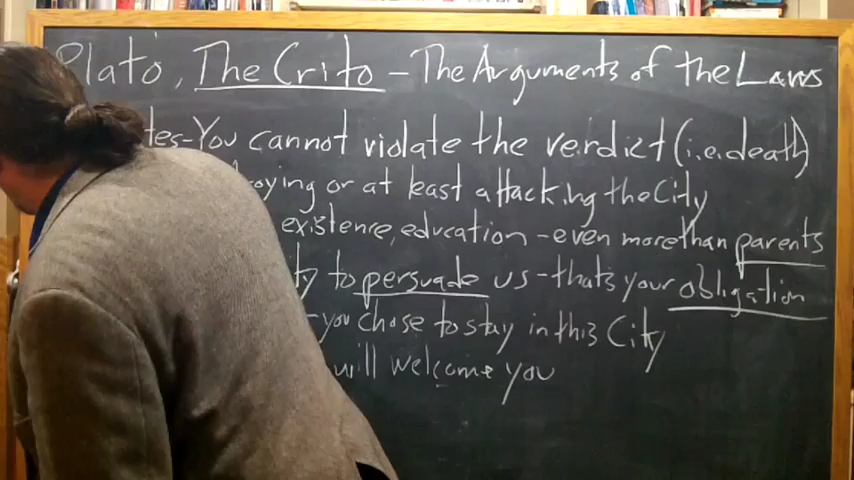 Plato, The Crito - The Arguments of the Laws
tes - You cannot violate the verdict (i.e. death)
oying or at least attacking the City
existence, education - even more than parents
ty to persuade us - thats your obligation
- you chose to stay in this City
will welcome you